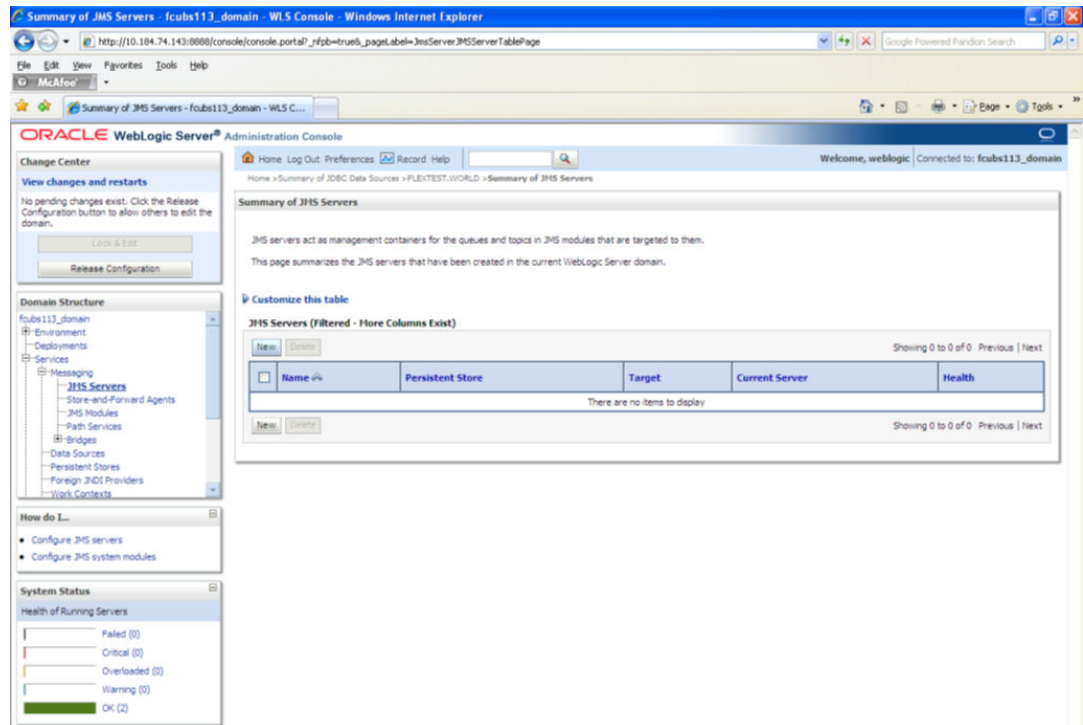 Summary of JMS Servers - fcubs113_domain - WLS Console - Windows Internet Explorer
http://10.184.74.143:8888/console/console.portal?_nfpb=true&_pageLabel=JmsServerJMSServerTablePage
Google Powered Pandion Search
File Edit View Favorites Tools Help
McAfee
Summary of JMS Servers - fcubs113_domain - WLS C...
Page Tools
ORACLE WebLogic Server® Administration Console
Change Center
View changes and restarts
No pending changes exist. Click the Release
Configuration button to allow others to edit the
domain.
Lock & Edit
Release Configuration
Domain Structure
fcubs113_domain
Environment
Deployments
Services
Messaging
JMS Servers
Store-and-Forward Agents
JMS Modules
Path Services
Bridges
Data Sources
Persistent Stores
Foreign JNDI Providers
Work Contexts
How do I...
Configure JMS servers
Configure JMS system modules
System Status
Health of Running Servers
Failed (0)
Critical (0)
Overloaded (0)
Warning (0)
OK (2)
Home Log Out Preferences Record Help
Welcome, weblogic Connected to: fcubs113_domain
Home >Summary of JDBC Data Sources >FLEXTEST.WORLD >Summary of JMS Servers
Summary of JMS Servers
JMS servers act as management containers for the queues and topics in JMS modules that are targeted to them.
This page summarizes the JMS servers that have been created in the current WebLogic Server domain.
Customize this table
JMS Servers (Filtered - More Columns Exist)
New Delete Showing 0 to 0 of 0 Previous | Next
Name Persistent Store Target Current Server Health
There are no items to display
New Delete Showing 0 to 0 of 0 Previous | Next